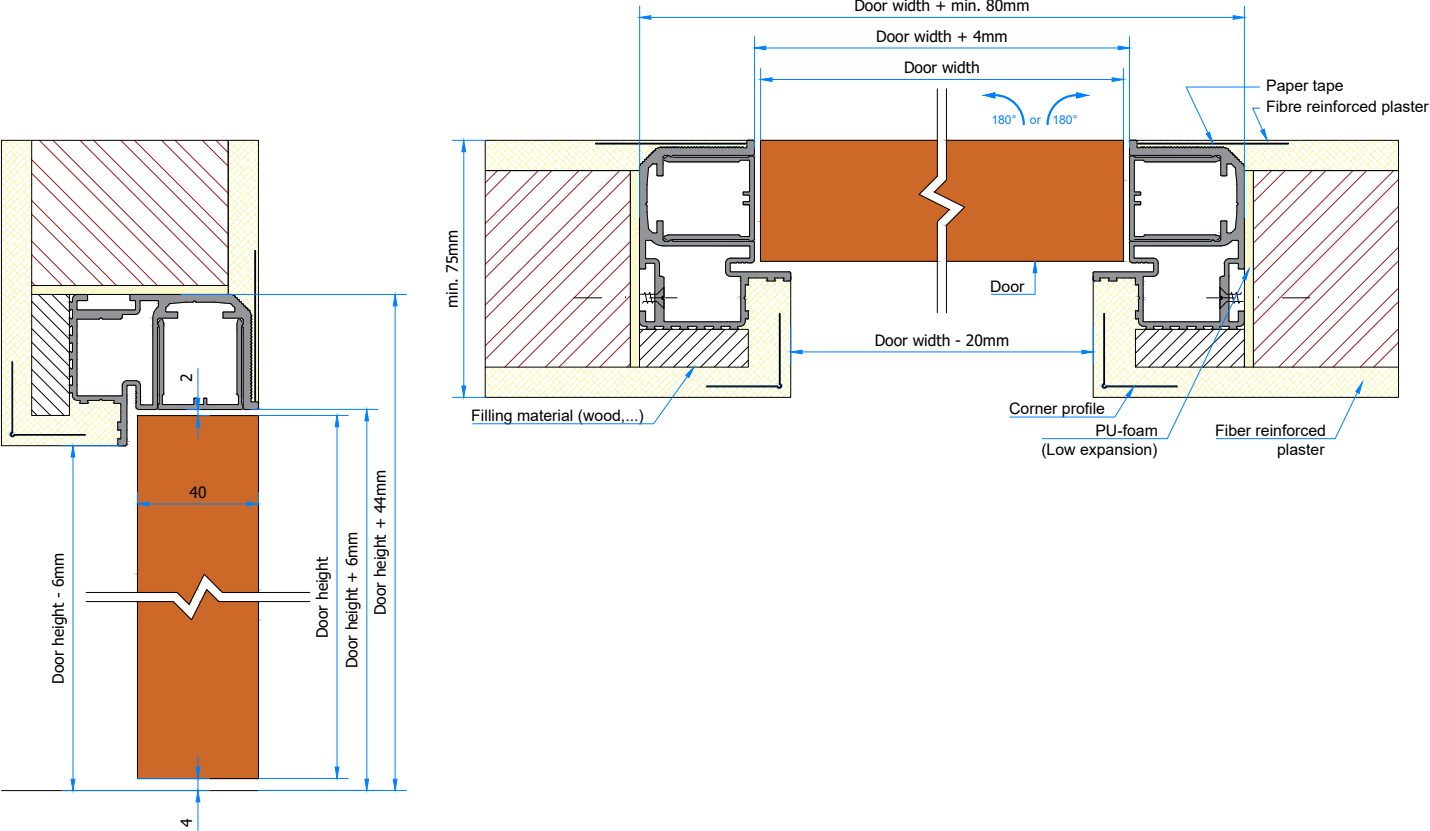 Door width + min. 80mm
Door width + 4mm
Door width
180° or 180°
Paper tape
Fibre reinforced plaster
min. 75mm
Door
Door width - 20mm
Filling material (wood,...)
Corner profile
PU-foam
(Low expansion)
Fiber reinforced
plaster
2
40
Door height - 6mm
Door height
Door height + 6mm
Door height + 44mm
4